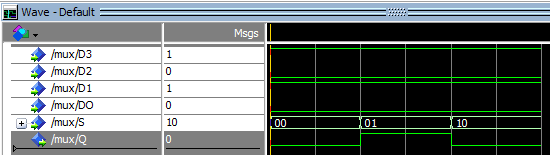 Wave - Default
Msgs
/mux/D3 1
/mux/D2 0
/mux/D1 1
/mux/DO 0
/mux/S 10 00 01 10
/mux/Q 0